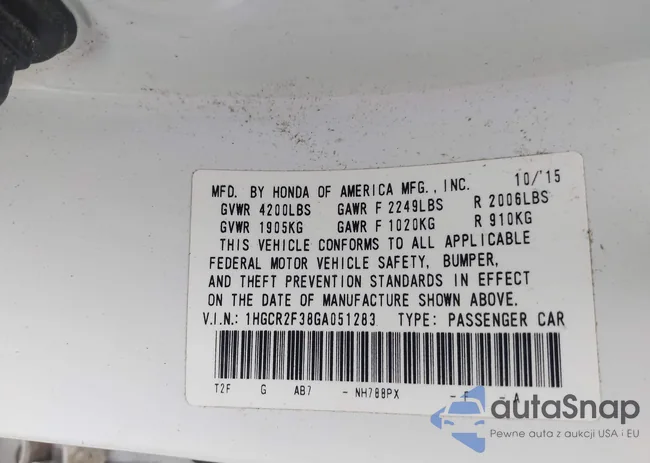 MFD. BY HONDA OF AMERICA MFG., INC. 10/'15
GVWR 4200LBS GAWR F 2249LBS R 2006LBS
GVWR 1905KG GAWR F 1020KG R 910KG
THIS VEHICLE CONFORMS TO ALL APPLICABLE
FEDERAL MOTOR VEHICLE SAFETY, BUMPER,
AND THEFT PREVENTION STANDARDS IN EFFECT
ON THE DATE OF MANUFACTURE SHOWN ABOVE.
V.I.N.: 1HGCR2F38GA051283 TYPE: PASSENGER CAR
T2F G AB7 - NH788PX - F - A
autaSnap
Pewne auta z aukcji USA i EU